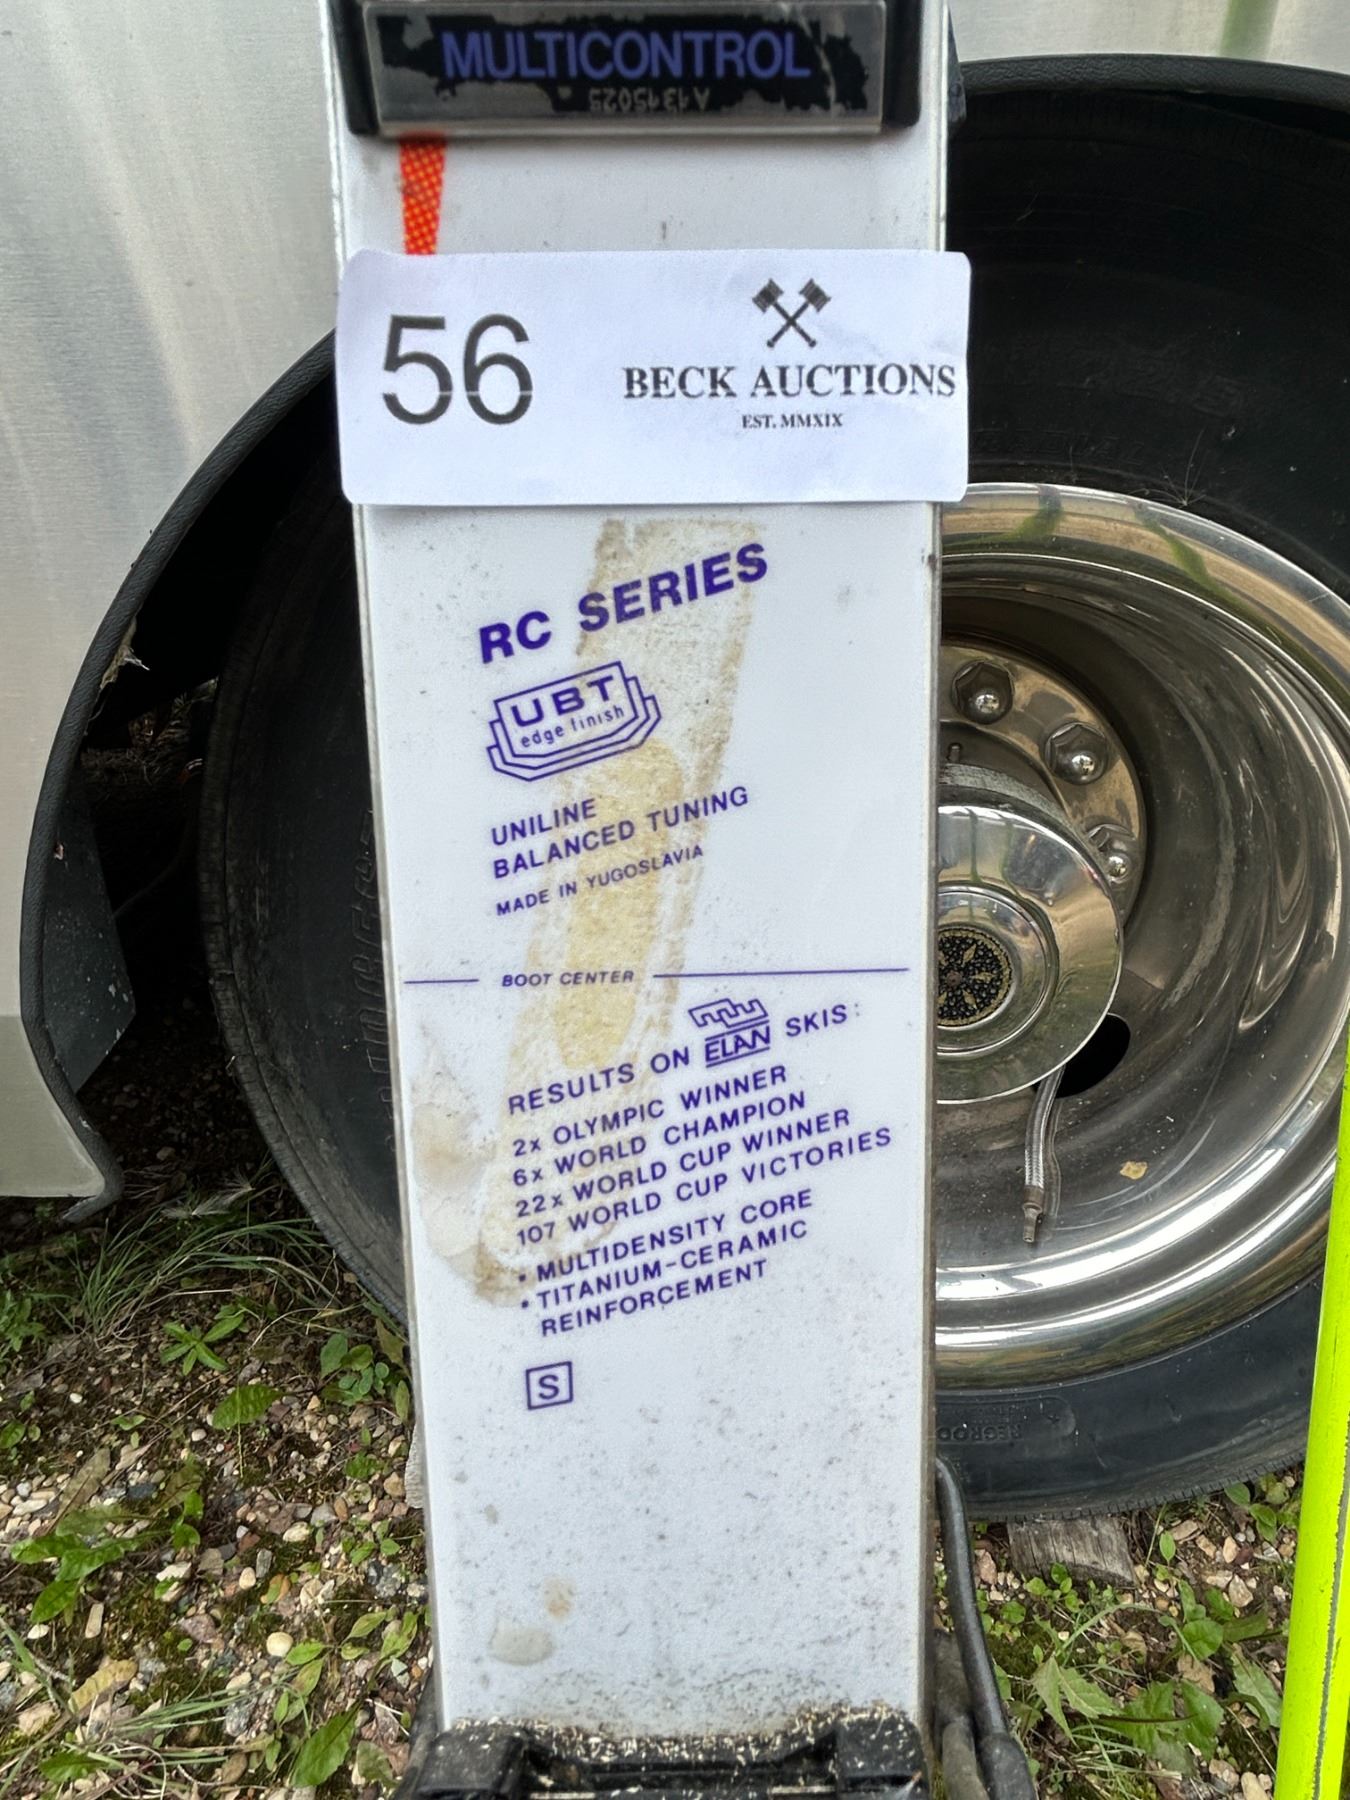 MULTICONTROL
A 1345025
56
BECK AUCTIONS
EST. MMXIX
RC SERIES
UBT
edge finish
UNILINE
BALANCED TUNING
MADE IN YUGOSLAVIA
BOOT CENTER
RESULTS ON ELAN SKIS:
2x OLYMPIC WINNER
6x WORLD CHAMPION
22x WORLD CUP WINNER
107 WORLD CUP VICTORIES
• MULTIDENSITY CORE
• TITANIUM-CERAMIC
REINFORCEMENT
S